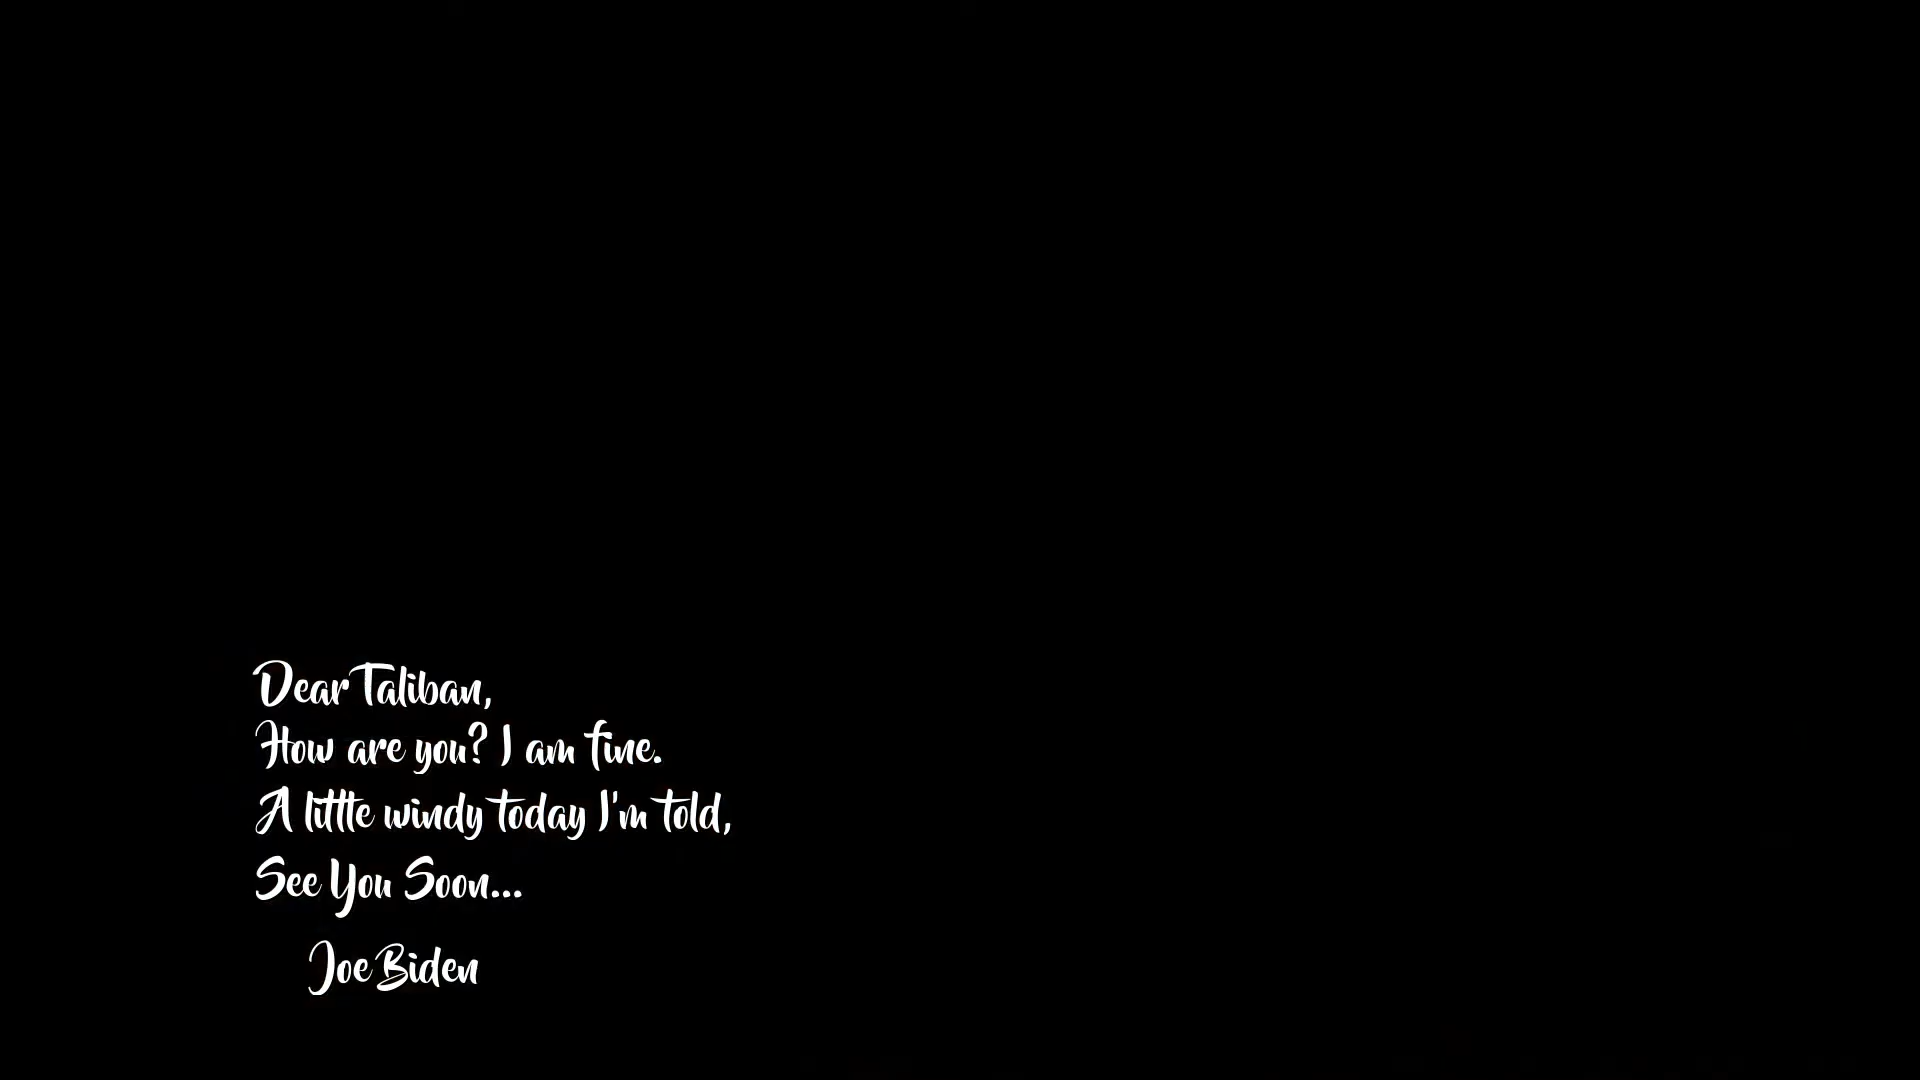 Dear Taliban,
How are you? I am fine.
A little windy today I'm told,
See You Soon...
Joe Biden